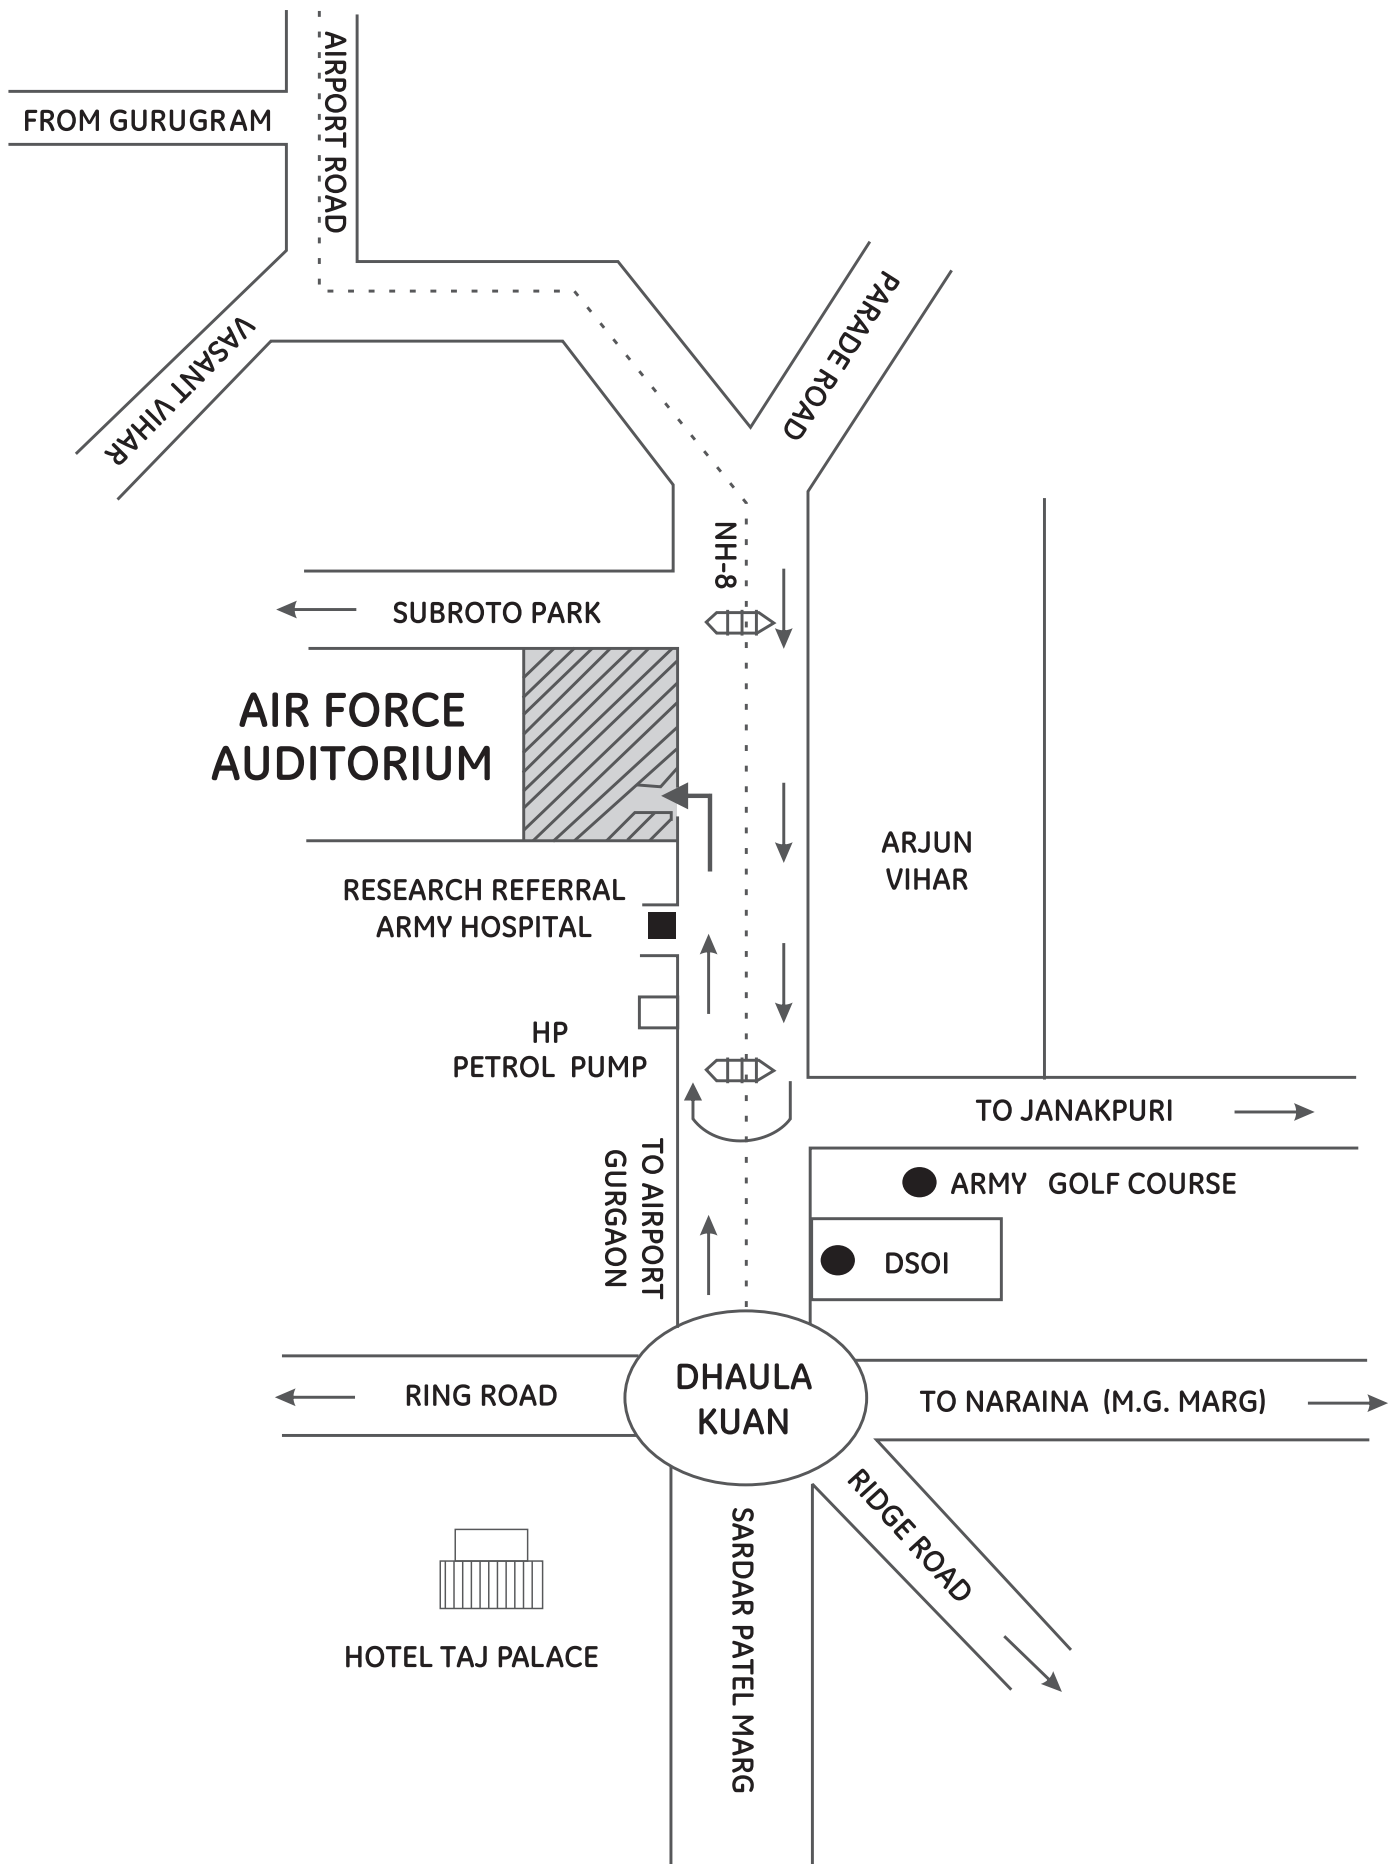 AIRPORT ROAD
FROM GURUGRAM
VASANT VIHAR
PARADE ROAD
NH-8
SUBROTO PARK
AIR FORCE
AUDITORIUM
ARJUN
VIHAR
RESEARCH REFERRAL
ARMY HOSPITAL
HP
PETROL PUMP
TO JANAKPURI
TO AIRPORT
GURGAON
ARMY GOLF COURSE
DSOI
DHAULA
KUAN
RING ROAD
TO NARAINA (M.G. MARG)
RIDGE ROAD
SARDAR PATEL MARG
HOTEL TAJ PALACE